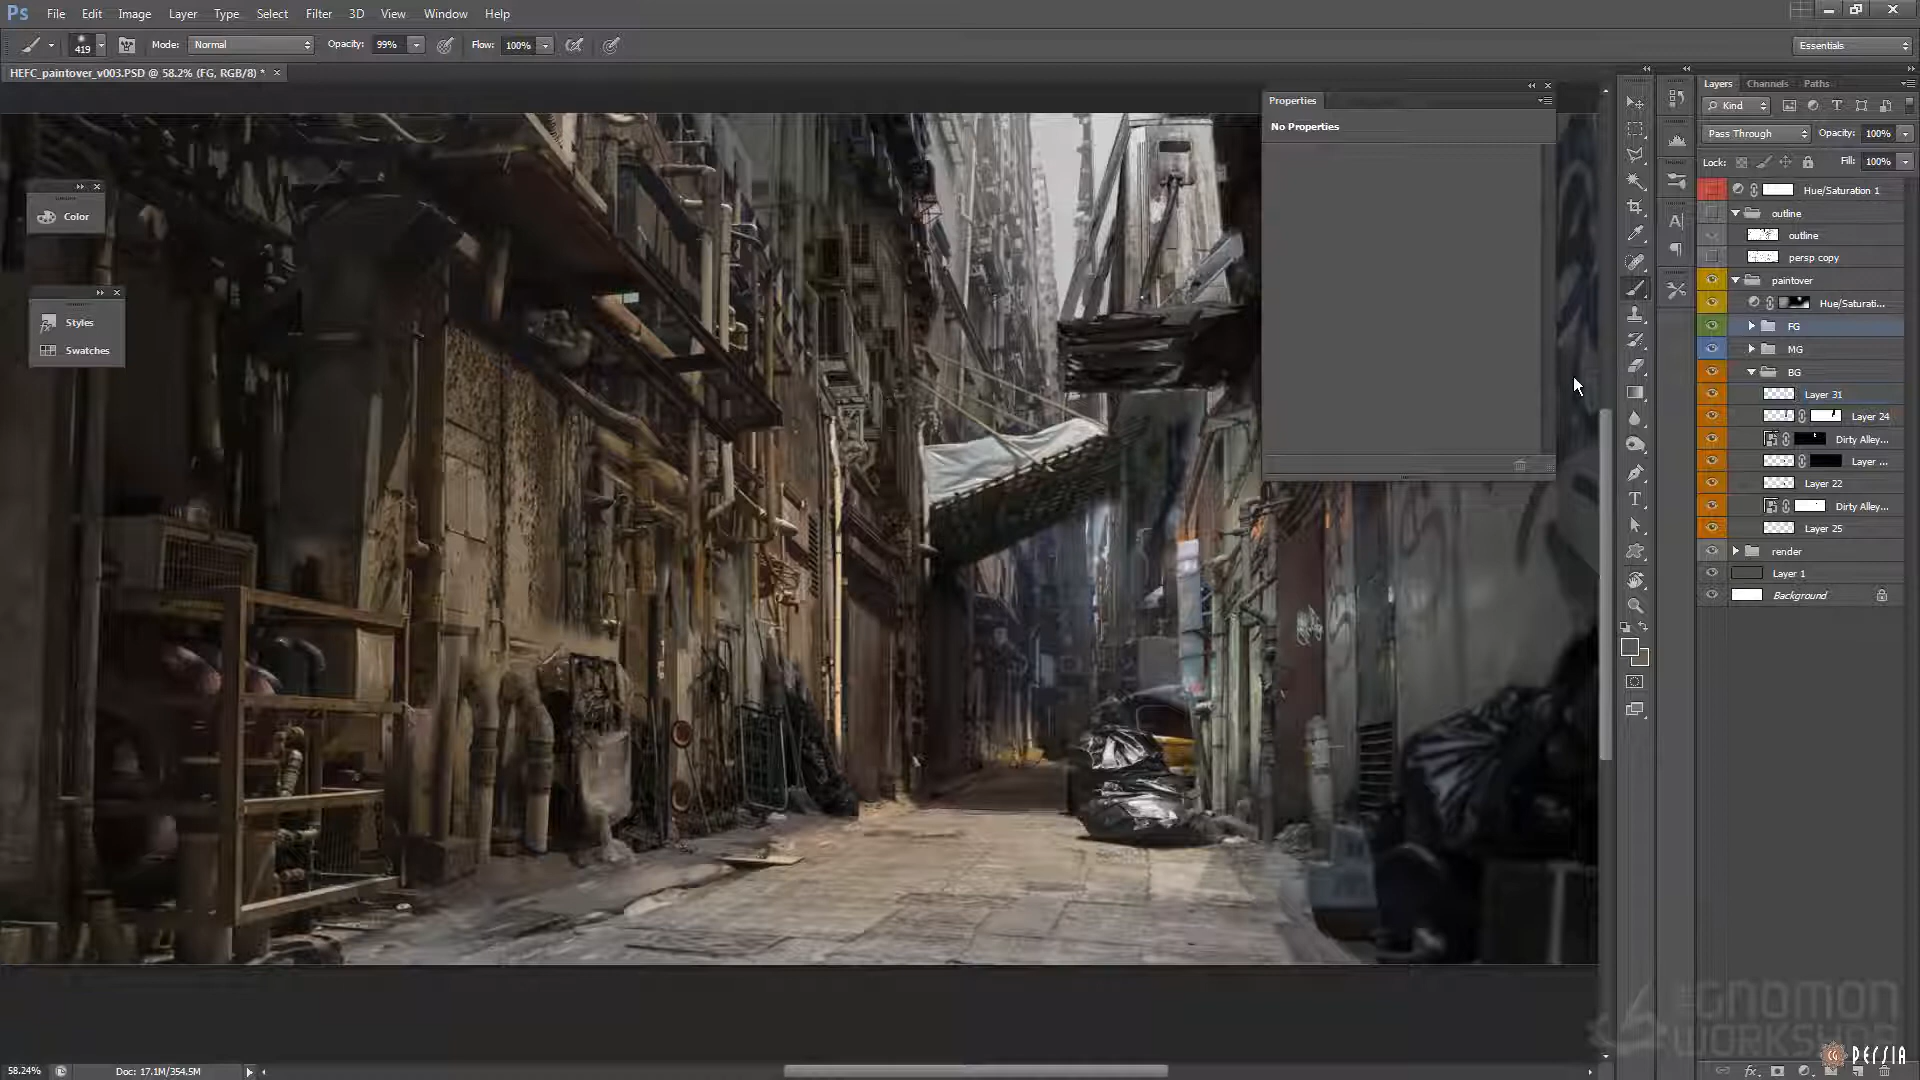 Ps File Edit Image Layer Type Select Filter 3D View Window Help
419 Mode: Normal Opacity: 99% Flow: 100% Essentials
HEFC_paintover_v003.PSD @ 58.2% (FG, RGB/8) * ×
Properties
No Properties
Color
Styles
Swatches
Layers Channels Paths
Kind
Pass Through Opacity: 100%
Lock: Fill: 100%
Hue/Saturation 1
outline
outline
persp copy
paintover
Hue/Saturati...
FG
MG
BG
Layer 31
Layer 24
Dirty Alley...
Layer ...
Layer 22
Dirty Alley...
Layer 25
render
Layer 1
Background
THE GNOMON
WORKSHOP
CG PERSIA
58.24% Doc: 17.1M/354.5M